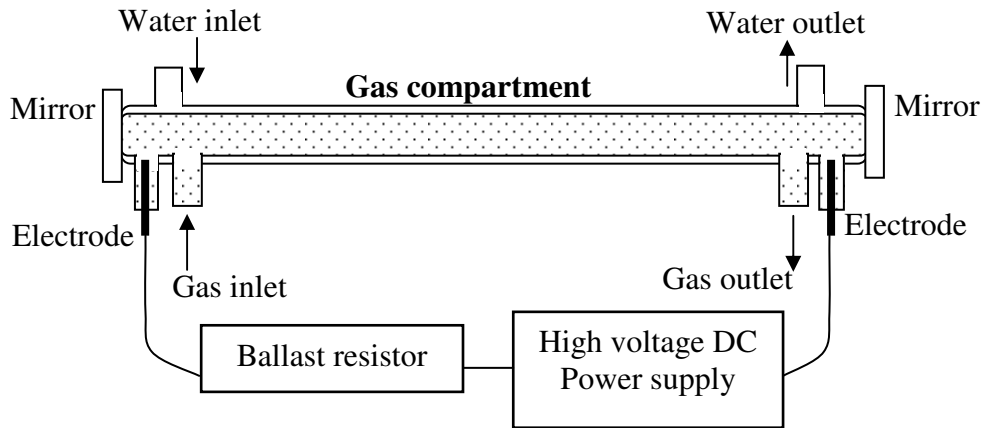 Water inlet
Water outlet
Gas compartment
Mirror
Mirror
Electrode
Electrode
Gas inlet
Gas outlet
Ballast resistor
High voltage DC
Power supply